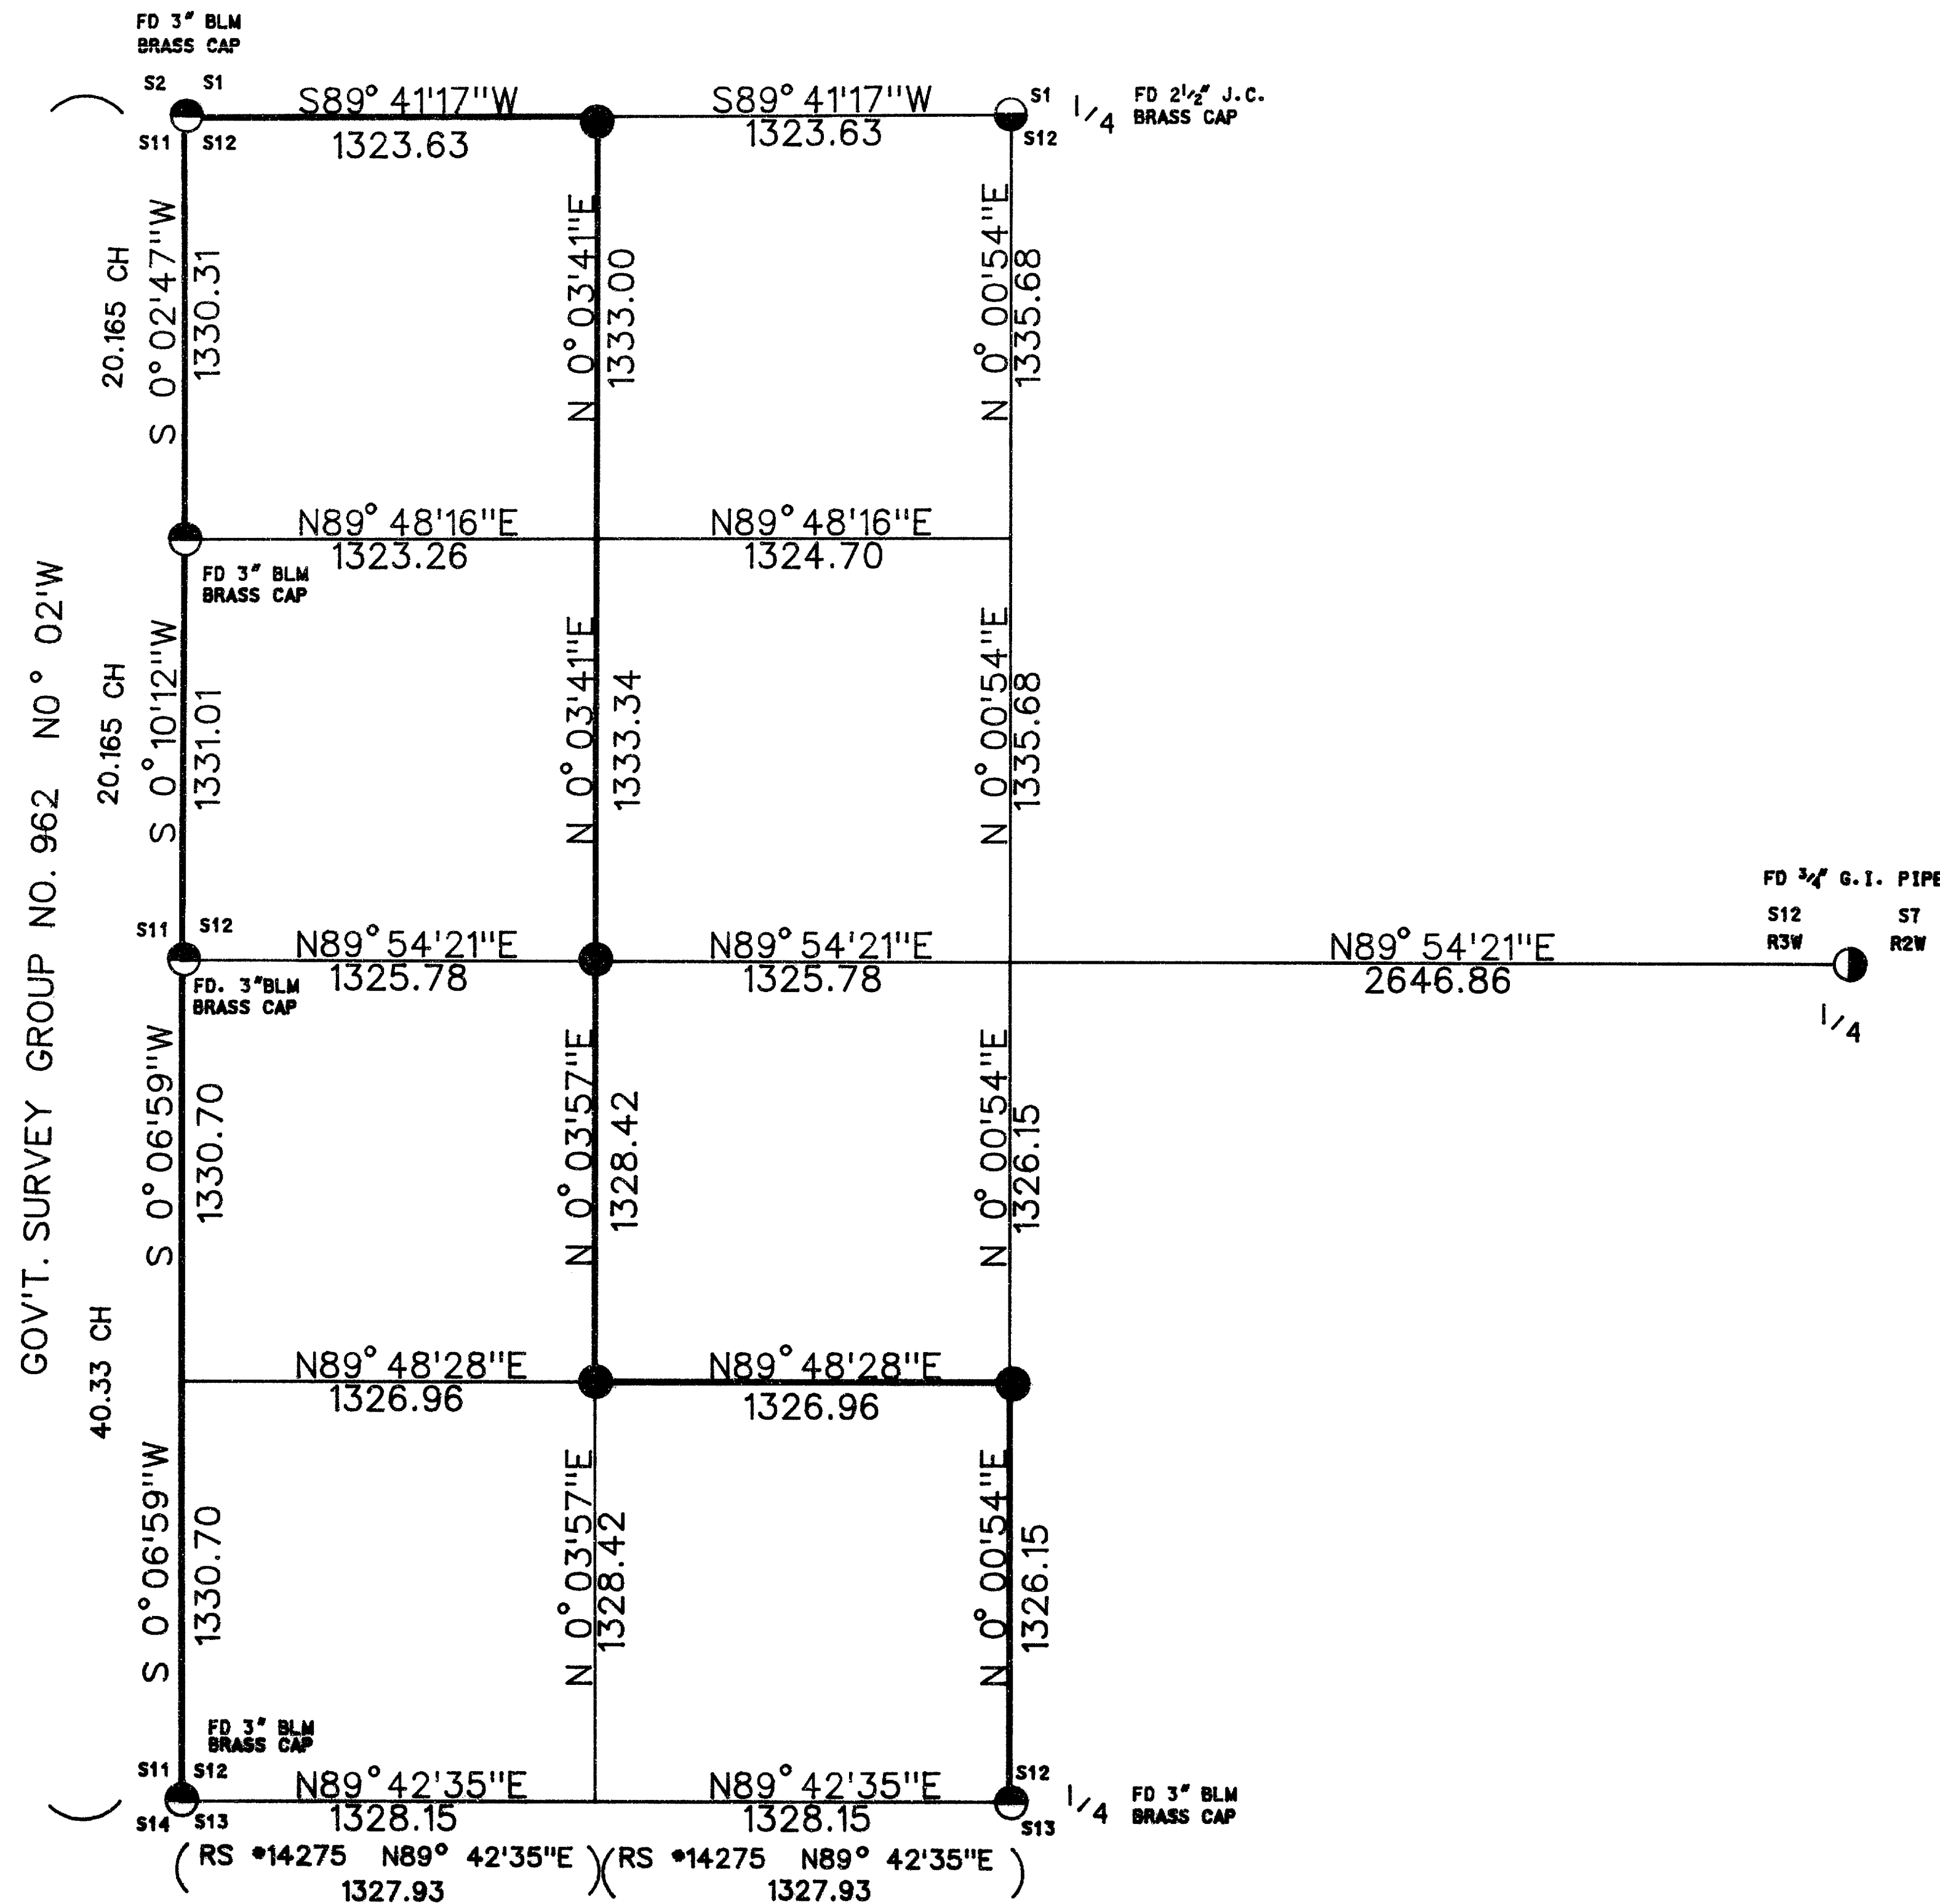 FD 3" BLM
BRASS CAP
S2 S1
S11 S12
S89° 41'17"W
1323.63
S89° 41'17"W
1323.63
S1
S12
1/4
FD 2 1/2" J.C.
BRASS CAP
20.165 CH
S 0° 02'47"W
1330.31
N 0° 03'41"E
1333.00
N 0° 00'54"E
1335.68
N89° 48'16"E
1323.26
N89° 48'16"E
1324.70
FD 3" BLM
BRASS CAP
GOV'T. SURVEY GROUP NO. 962 N0° 02'W
20.165 CH
S 0° 10'12"W
1331.01
N 0° 03'41"E
1333.34
N 0° 00'54"E
1335.68
FD 3/4" G.I. PIPE
S12 S7
R3W R2W
1/4
S11 S12
N89° 54'21"E
1325.78
N89° 54'21"E
1325.78
N89° 54'21"E
2646.86
FD. 3"BLM
BRASS CAP
40.33 CH
S 0° 06'59"W
1330.70
N 0° 03'57"E
1328.42
N 0° 00'54"E
1326.15
N89° 48'28"E
1326.96
N89° 48'28"E
1326.96
S 0° 06'59"W
1330.70
N 0° 03'57"E
1328.42
N 0° 00'54"E
1326.15
FD 3" BLM
BRASS CAP
S11 S12
S14 S13
N89° 42'35"E
1328.15
N89° 42'35"E
1328.15
S12
S13
1/4
FD 3" BLM
BRASS CAP
(RS #14275 N89° 42'35"E
1327.93)
(RS #14275 N89° 42'35"E
1327.93)